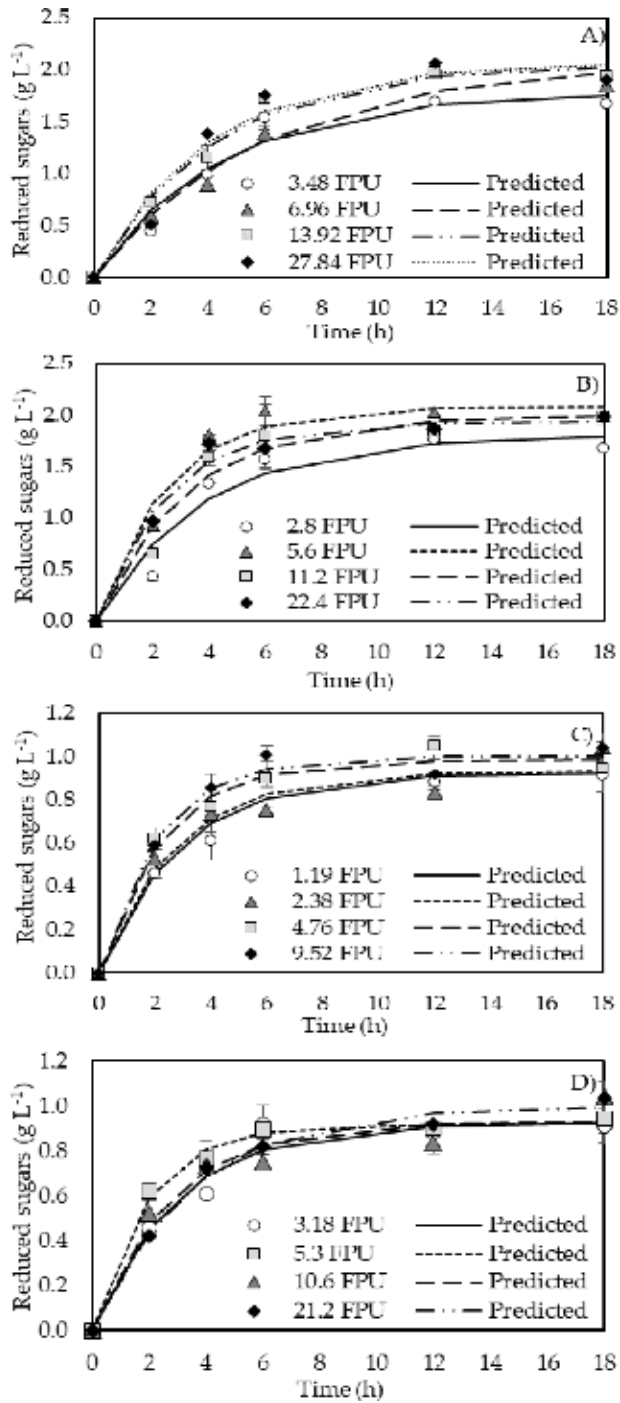 A)
Reduced sugars (g L-1)
2.5
2.0
1.5
1.0
0.5
0.0
3.48 FPU Predicted
6.96 FPU Predicted
13.92 FPU Predicted
27.84 FPU Predicted
0 2 4 6 8 10 12 14 16 18
Time (h)
B)
Reduced sugars (g L-1)
2.5
2.0
1.5
1.0
0.5
0.0
2.8 FPU Predicted
5.6 FPU Predicted
11.2 FPU Predicted
22.4 FPU Predicted
0 2 4 6 8 10 12 14 16 18
Time (h)
C)
Reduced sugars (g L-1)
1.2
1.0
0.8
0.6
0.4
0.2
0.0
1.19 FPU Predicted
2.38 FPU Predicted
4.76 FPU Predicted
9.52 FPU Predicted
0 2 4 6 8 10 12 14 16 18
Time (h)
D)
Reduced sugars (g L-1)
1.2
1.0
0.8
0.6
0.4
0.2
0.0
3.18 FPU Predicted
5.3 FPU Predicted
10.6 FPU Predicted
21.2 FPU Predicted
0 2 4 6 8 10 12 14 16 18
Time (h)